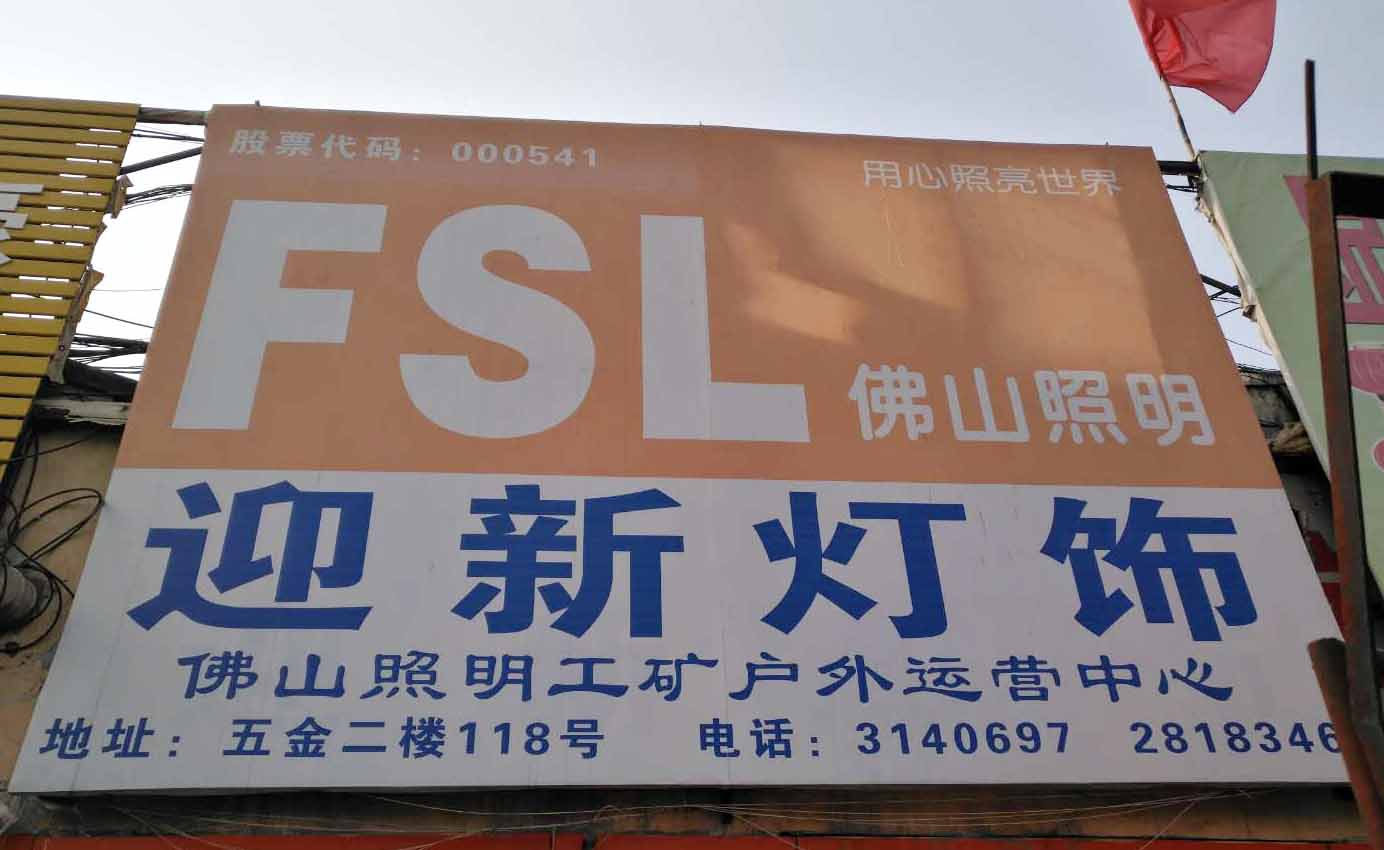 股票代码：000541
用心照亮世界
FSL 佛山照明
迎新灯饰
佛山照明工矿户外运营中心
地址：五金二楼118号 电话：3140697 2818346